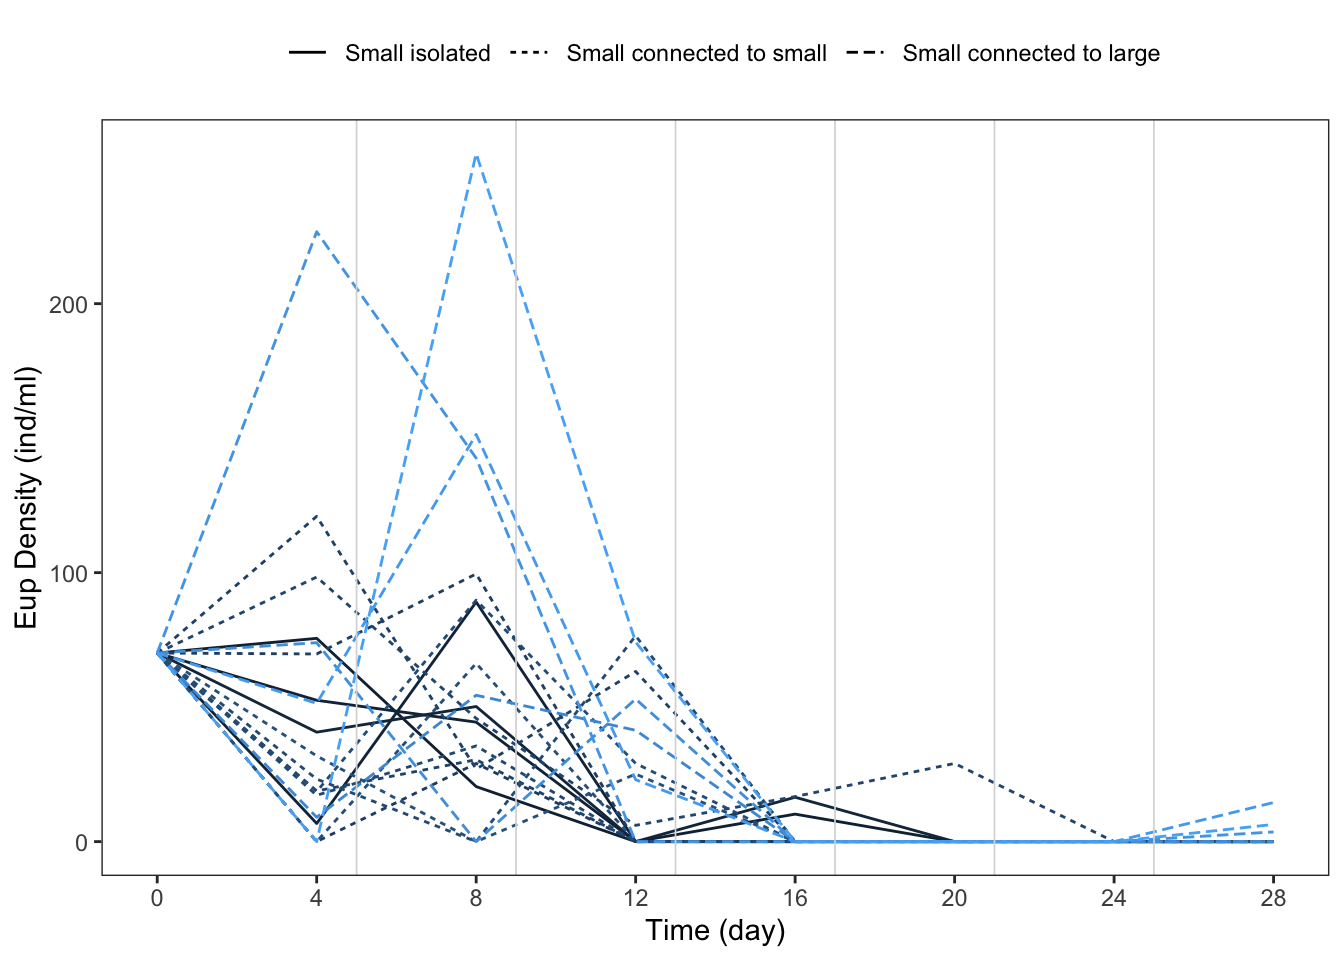 Small isolated Small connected to small Small connected to large
Eup Density (ind/ml)
200
100
0
0 4 8 12 16 20 24 28
Time (day)